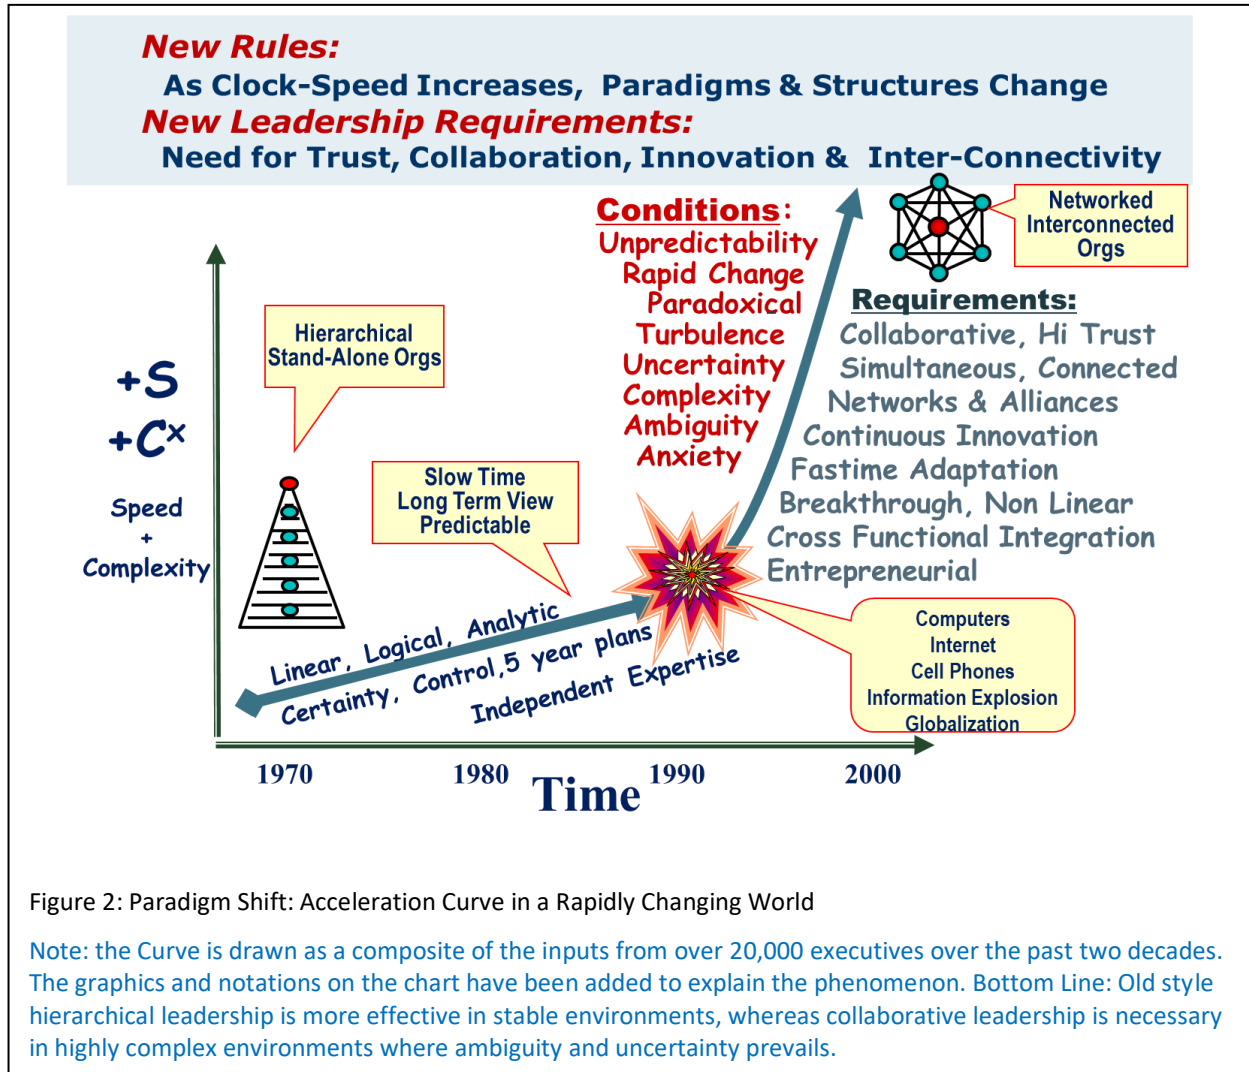 New Rules:
As Clock-Speed Increases, Paradigms & Structures Change
New Leadership Requirements:
Need for Trust, Collaboration, Innovation & Inter-Connectivity
Networked
Interconnected
Orgs
Conditions:
Unpredictability
Rapid Change
Paradoxical
Turbulence
Uncertainty
Complexity
Ambiguity
Anxiety
Requirements:
Collaborative, Hi Trust
Simultaneous, Connected
Networks & Alliances
Continuous Innovation
Fastime Adaptation
Breakthrough, Non Linear
Cross Functional Integration
Entrepreneurial
Hierarchical
Stand-Alone Orgs
+S
+Cx
Speed
+
Complexity
Slow Time
Long Term View
Predictable
Linear, Logical, Analytic
Certainty, Control,5 year plans
Independent Expertise
Computers
Internet
Cell Phones
Information Explosion
Globalization
1970
1980
1990
2000
Time
Figure 2: Paradigm Shift: Acceleration Curve in a Rapidly Changing World
Note: the Curve is drawn as a composite of the inputs from over 20,000 executives over the past two decades.
The graphics and notations on the chart have been added to explain the phenomenon. Bottom Line: Old style
hierarchical leadership is more effective in stable environments, whereas collaborative leadership is necessary
in highly complex environments where ambiguity and uncertainty prevails.